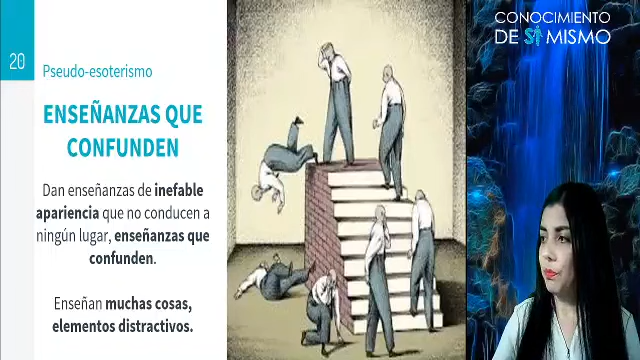 20
Pseudo-esoterismo
ENSEÑANZAS QUE
CONFUNDEN
Dan enseñanzas de inefable
apariencia que no conducen a
ningún lugar, enseñanzas que
confunden.
Enseñan muchas cosas,
elementos distractivos.
CONOCIMIENTO
DE SÍ MISMO